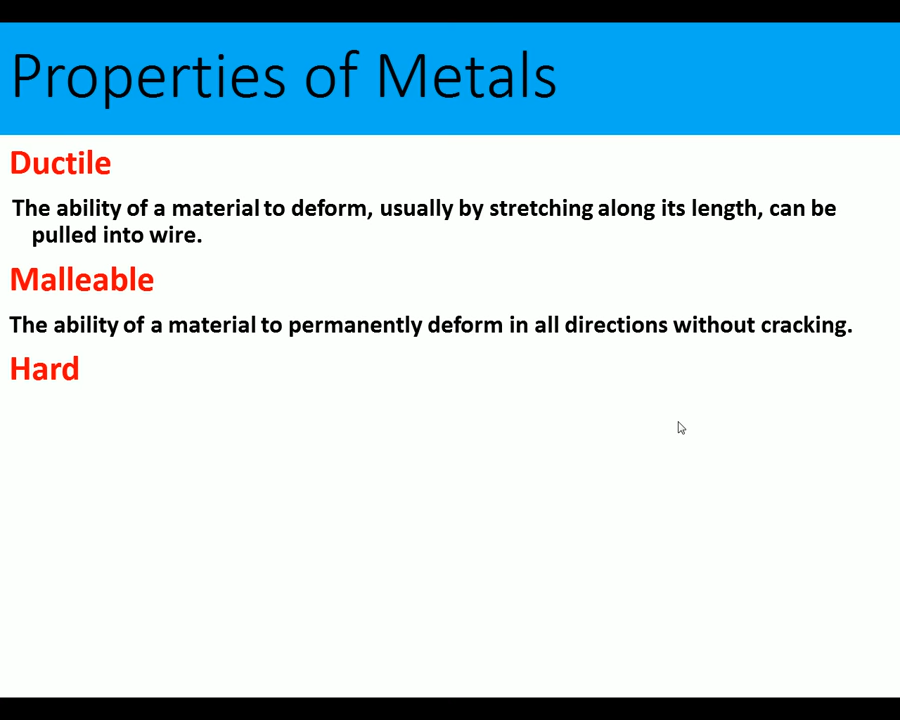 Properties of Metals
Ductile
The ability of a material to deform, usually by stretching along its length, can be
pulled into wire.
Malleable
The ability of a material to permanently deform in all directions without cracking.
Hard